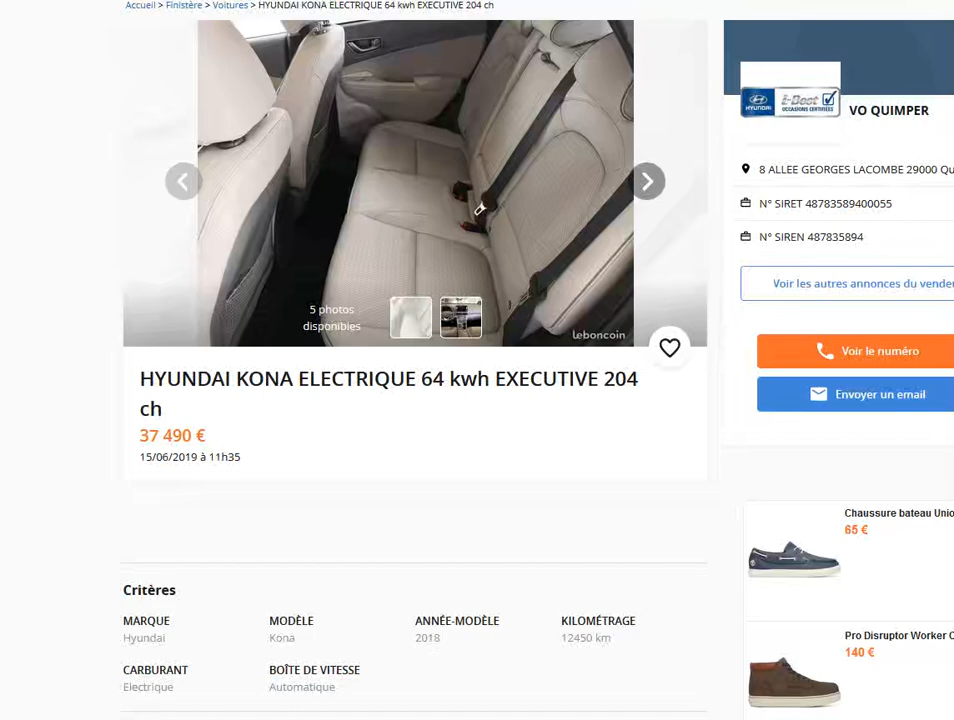 Accueil > Finistère > Voitures > HYUNDAI KONA ELECTRIQUE 64 kwh EXECUTIVE 204 ch
5 photos
disponibles
leboncoin
HYUNDAI KONA ELECTRIQUE 64 kwh EXECUTIVE 204
ch
37 490 €
15/06/2019 à 11h35
Critères
MARQUE MODÈLE ANNÉE-MODÈLE KILOMÉTRAGE
Hyundai Kona 2018 12450 km
CARBURANT BOÎTE DE VITESSE
Electrique Automatique
HYUNDAI
i-Best
OCCASIONS CERTIFIÉES
VO QUIMPER
8 ALLEE GEORGES LACOMBE 29000 Qu
N° SIRET 48783589400055
N° SIREN 487835894
Voir les autres annonces du vende
Voir le numéro
Envoyer un email
Chaussure bateau Unio
65 €
Pro Disruptor Worker C
140 €